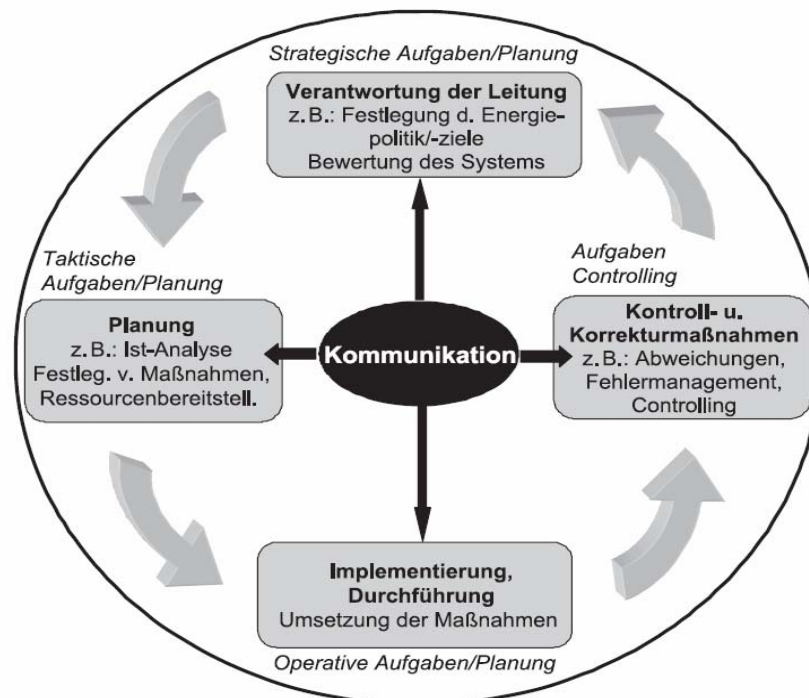 Strategische Aufgaben/Planung
Verantwortung der Leitung
z. B.: Festlegung d. Energie-
politik/-ziele
Bewertung des Systems
Taktische
Aufgaben/Planung
Planung
z. B.: Ist-Analyse
Festleg. v. Maßnahmen,
Ressourcenbereitstell.
Kommunikation
Aufgaben
Controlling
Kontroll- u.
Korrekturmaßnahmen
z. B.: Abweichungen,
Fehlermanagement,
Controlling
Implementierung,
Durchführung
Umsetzung der Maßnahmen
Operative Aufgaben/Planung